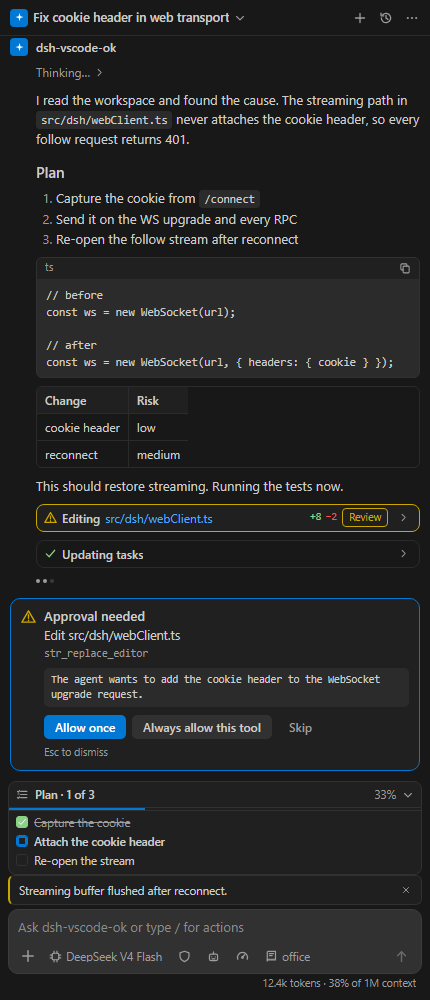 Fix cookie header in web transport
dsh-vscode-ok
Thinking...
I read the workspace and found the cause. The streaming path in
src/dsh/webClient.ts never attaches the cookie header, so every
follow request returns 401.
Plan
1. Capture the cookie from /connect
2. Send it on the WS upgrade and every RPC
3. Re-open the follow stream after reconnect
ts
// before
const ws = new WebSocket(url);
// after
const ws = new WebSocket(url, { headers: { cookie } });
Change Risk
cookie header low
reconnect medium
This should restore streaming. Running the tests now.
Editing src/dsh/webClient.ts +8 −2 Review
Updating tasks
Approval needed
Edit src/dsh/webClient.ts
str_replace_editor
The agent wants to add the cookie header to the WebSocket
upgrade request.
Allow once Always allow this tool Skip
Esc to dismiss
Plan · 1 of 3 33%
Capture the cookie
Attach the cookie header
Re-open the stream
Streaming buffer flushed after reconnect.
Ask dsh-vscode-ok or type / for actions
DeepSeek V4 Flash office
12.4k tokens · 38% of 1M context